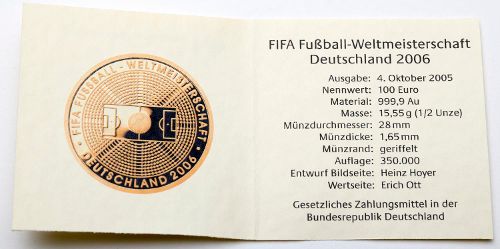 FIFA FUSSBALL - WELTMEISTERSCHAFT
DEUTSCHLAND 2006
FIFA Fußball-Weltmeisterschaft
Deutschland 2006
Ausgabe: 4. Oktober 2005
Nennwert: 100 Euro
Material: 999,9 Au
Masse: 15,55 g (1/2 Unze)
Münzdurchmesser: 28 mm
Münzdicke: 1,65 mm
Münzrand: geriffelt
Auflage: 350.000
Entwurf Bildseite: Heinz Hoyer
Wertseite: Erich Ott
Gesetzliches Zahlungsmittel in der
Bundesrepublik Deutschland